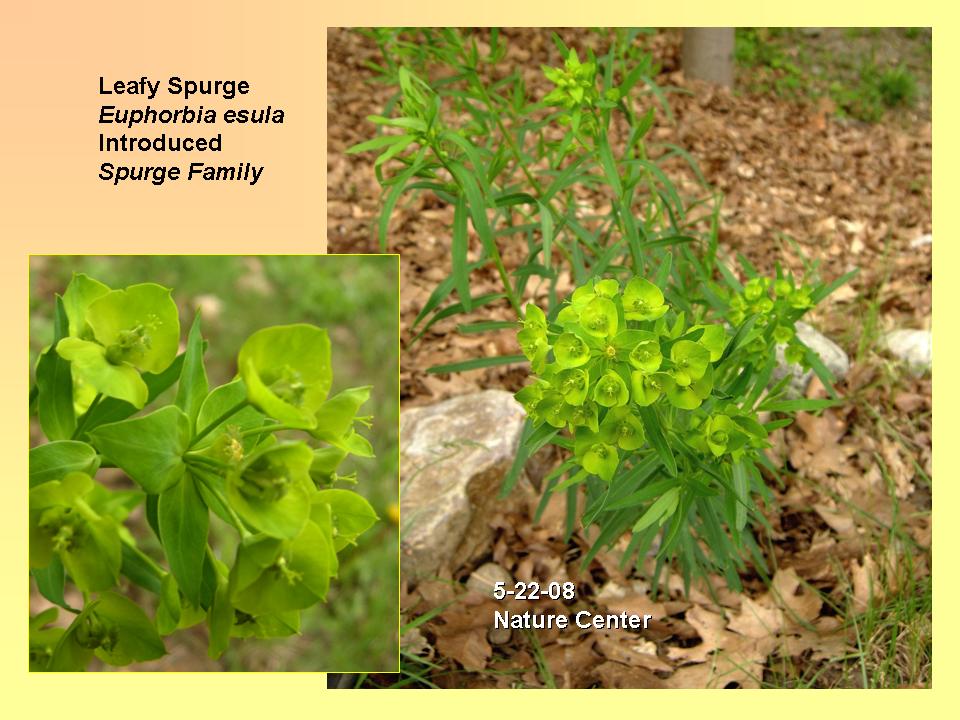 Leafy Spurge
Euphorbia esula
Introduced
Spurge Family
5-22-08
Nature Center